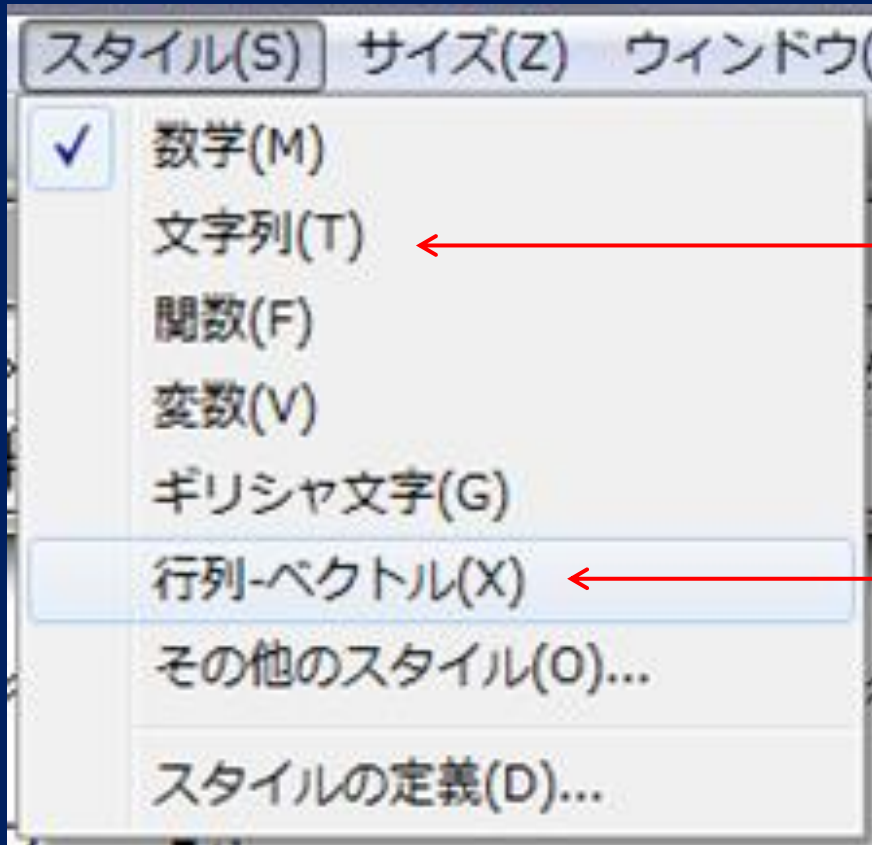 スタイル(S) サイズ(Z) ウィンドウ(
✓ 数学(M)
文字列(T)
関数(F)
変数(V)
ギリシャ文字(G)
行列-ベクトル(X)
その他のスタイル(O)...
スタイルの定義(D)...